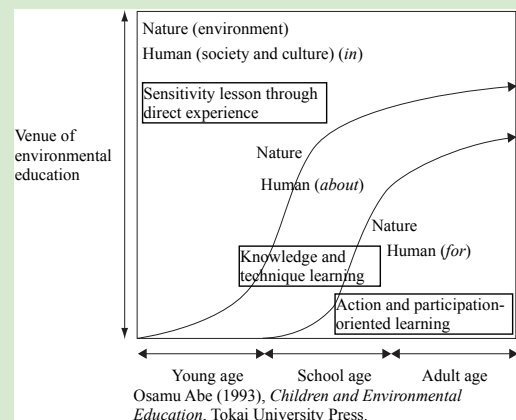 Nature (environment)
Human (society and culture) (in)
Sensitivity lesson through
direct experience
Venue of
environmental
education
Nature
Human (about)
Nature
Human (for)
Knowledge and
technique learning
Action and participation-
oriented learning
Young age
School age
Adult age
Osamu Abe (1993), Children and Environmental
Education, Tokai University Press.